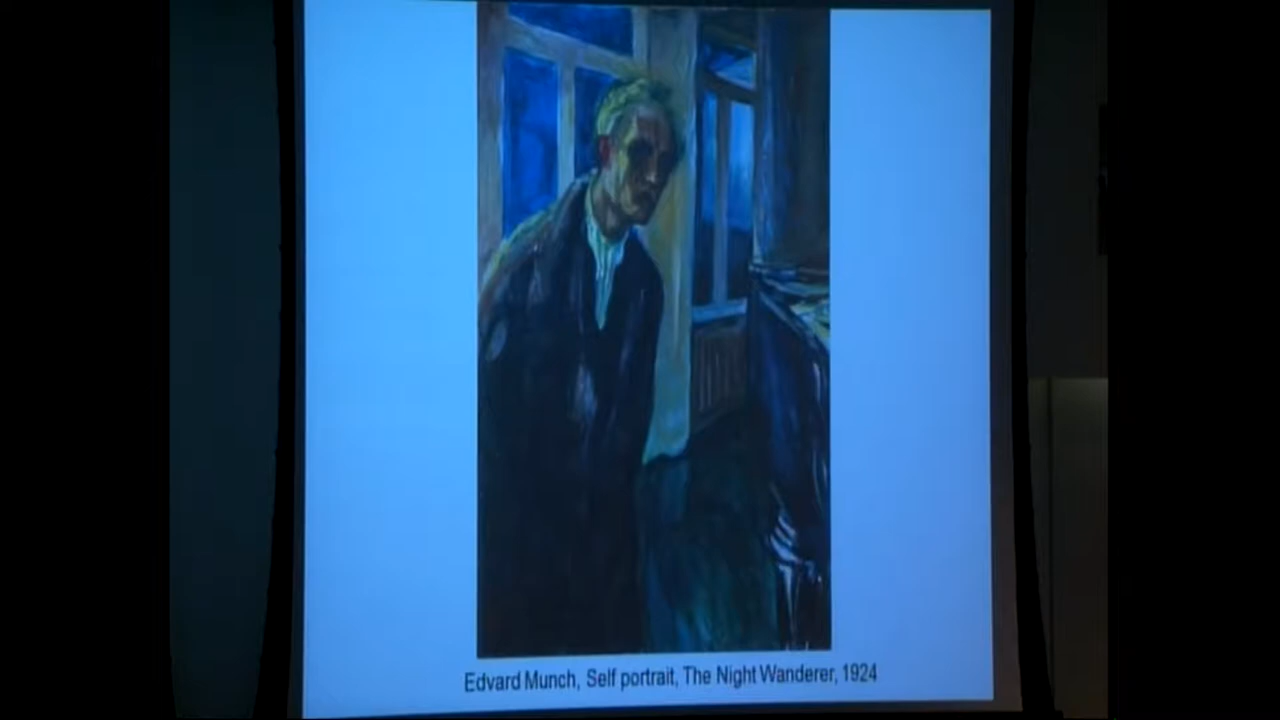 Edvard Munch, Self portrait, The Night Wanderer, 1924